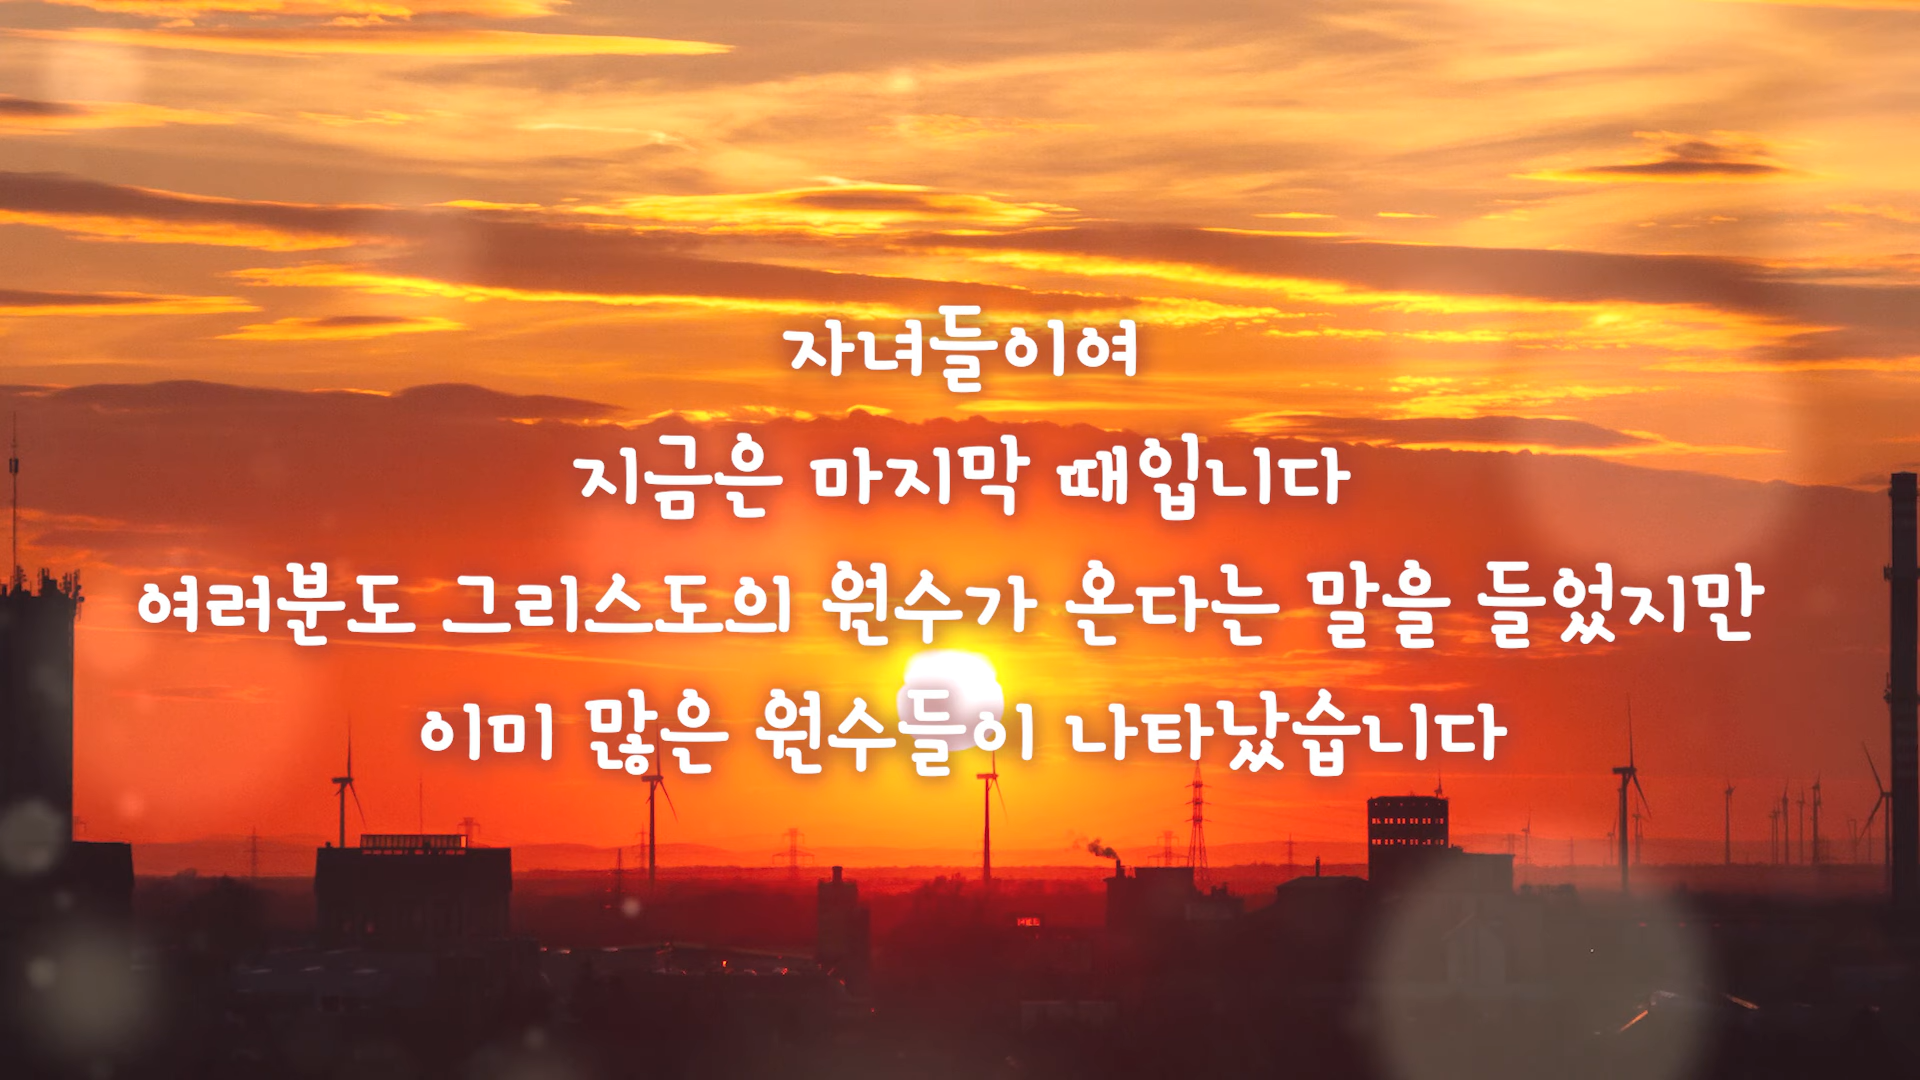 자녀들이여
지금은 마지막 때입니다
여러분도 그리스도의 원수가 온다는 말을 들었지만
이미 많은 원수들이 나타났습니다